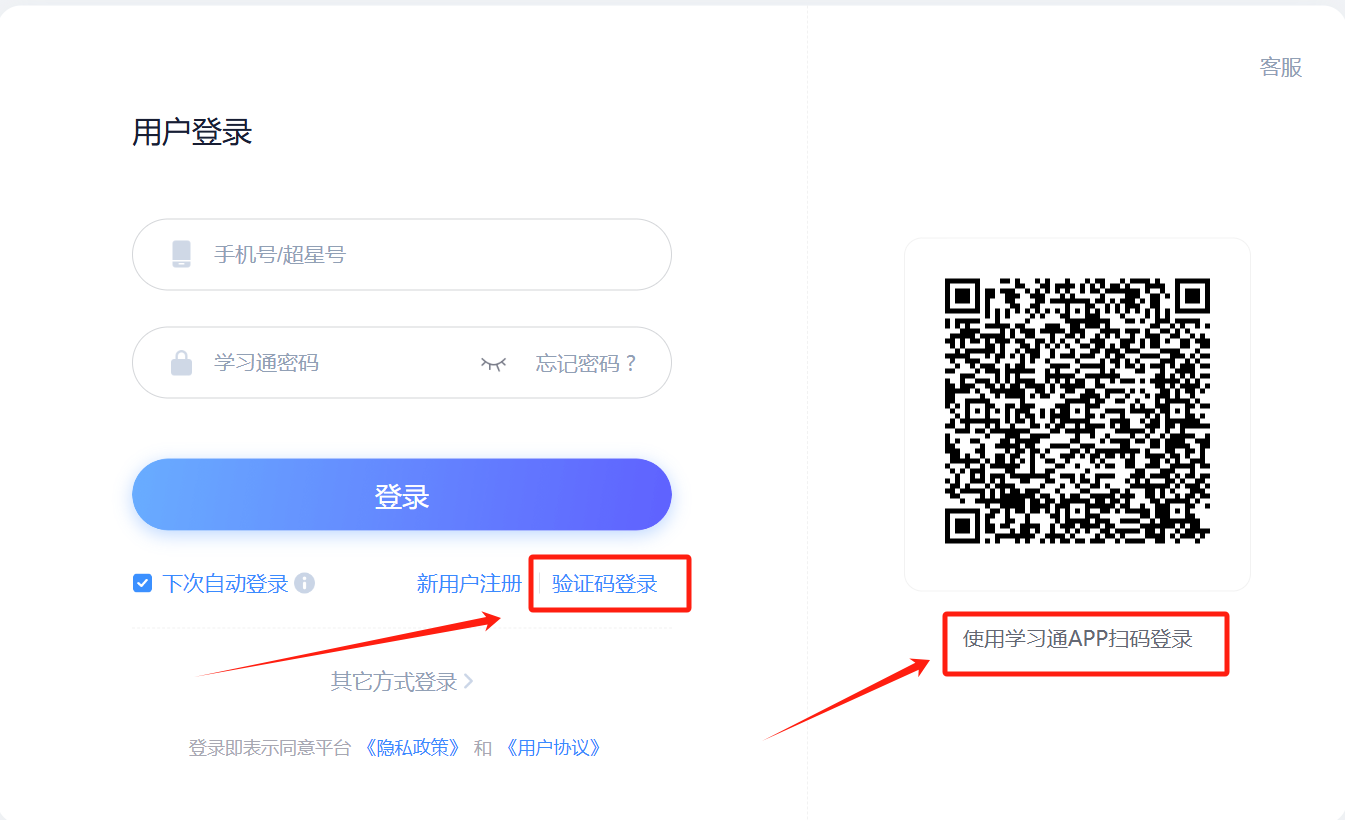 客服
用户登录
手机号/超星号
学习通密码 忘记密码？
登录
下次自动登录 新用户注册 验证码登录
使用学习通APP扫码登录
其它方式登录
登录即表示同意平台 《隐私政策》 和 《用户协议》